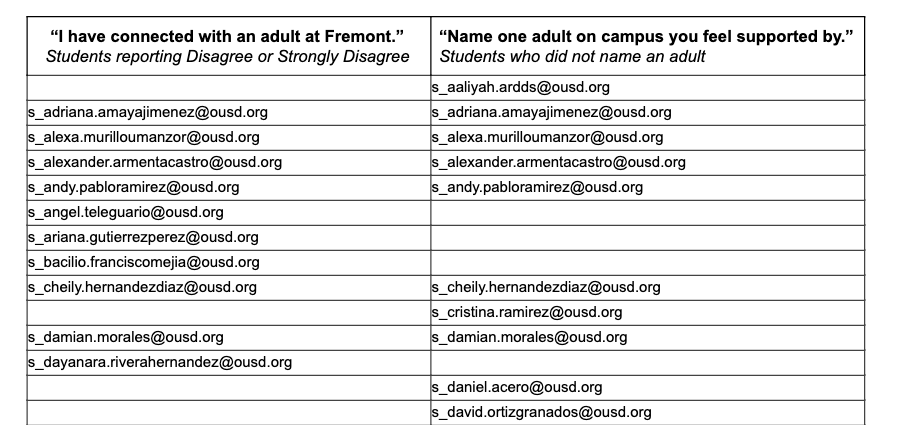 “I have connected with an adult at Fremont.” “Name one adult on campus you feel supported by.”
Students reporting Disagree or Strongly Disagree Students who did not name an adult
s_aaliyah.ardds@ousd.org
s_adriana.amayajimenez@ousd.org s_adriana.amayajimenez@ousd.org
s_alexa.murilloumanzor@ousd.org s_alexa.murilloumanzor@ousd.org
s_alexander.armentacastro@ousd.org s_alexander.armentacastro@ousd.org
s_andy.pabloramirez@ousd.org s_andy.pabloramirez@ousd.org
s_angel.teleguario@ousd.org
s_ariana.gutierrezperez@ousd.org
s_bacilio.franciscomejia@ousd.org
s_cheily.hernandezdiaz@ousd.org s_cheily.hernandezdiaz@ousd.org
s_cristina.ramirez@ousd.org
s_damian.morales@ousd.org s_damian.morales@ousd.org
s_dayanara.riverahernandez@ousd.org
s_daniel.acero@ousd.org
s_david.ortizgranados@ousd.org